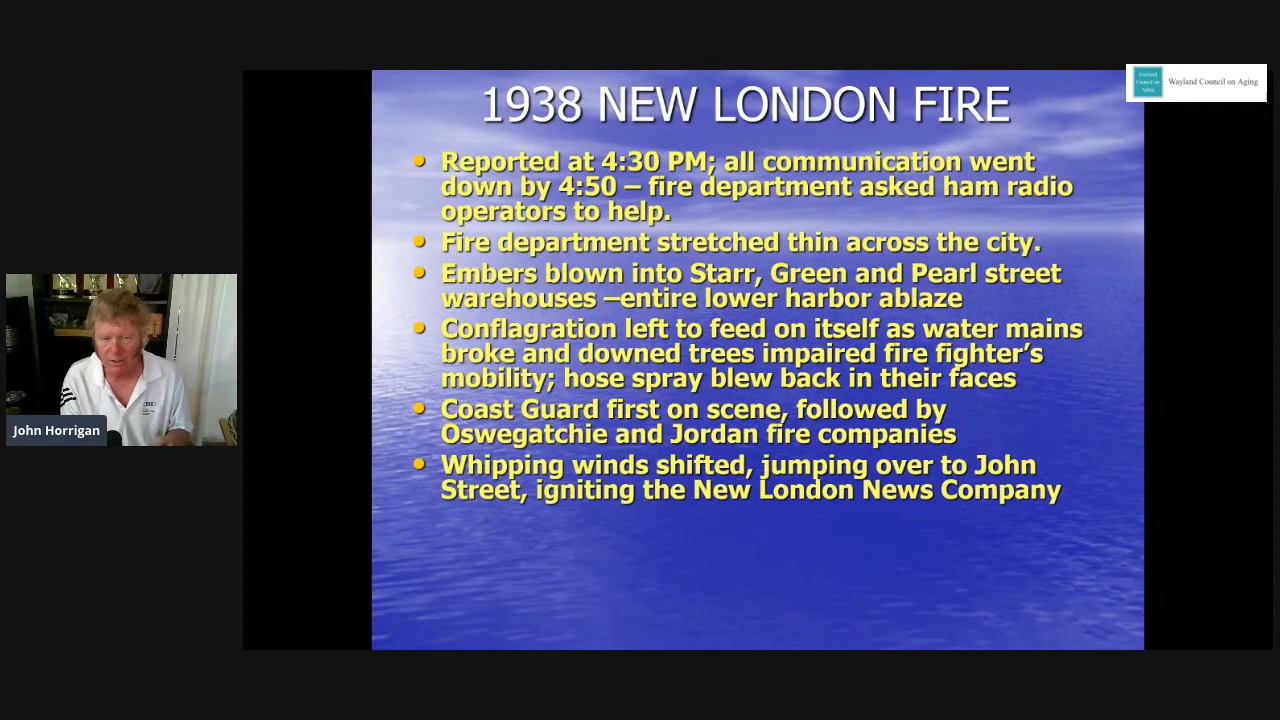 1938 NEW LONDON FIRE
Wayland
Council on
Aging
Wayland Council on Aging
• Reported at 4:30 PM; all communication went
down by 4:50 – fire department asked ham radio
operators to help.
• Fire department stretched thin across the city.
• Embers blown into Starr, Green and Pearl street
warehouses –entire lower harbor ablaze
• Conflagration left to feed on itself as water mains
broke and downed trees impaired fire fighter’s
mobility; hose spray blew back in their faces
• Coast Guard first on scene, followed by
Oswegatchie and Jordan fire companies
• Whipping winds shifted, jumping over to John
Street, igniting the New London News Company
John Horrigan